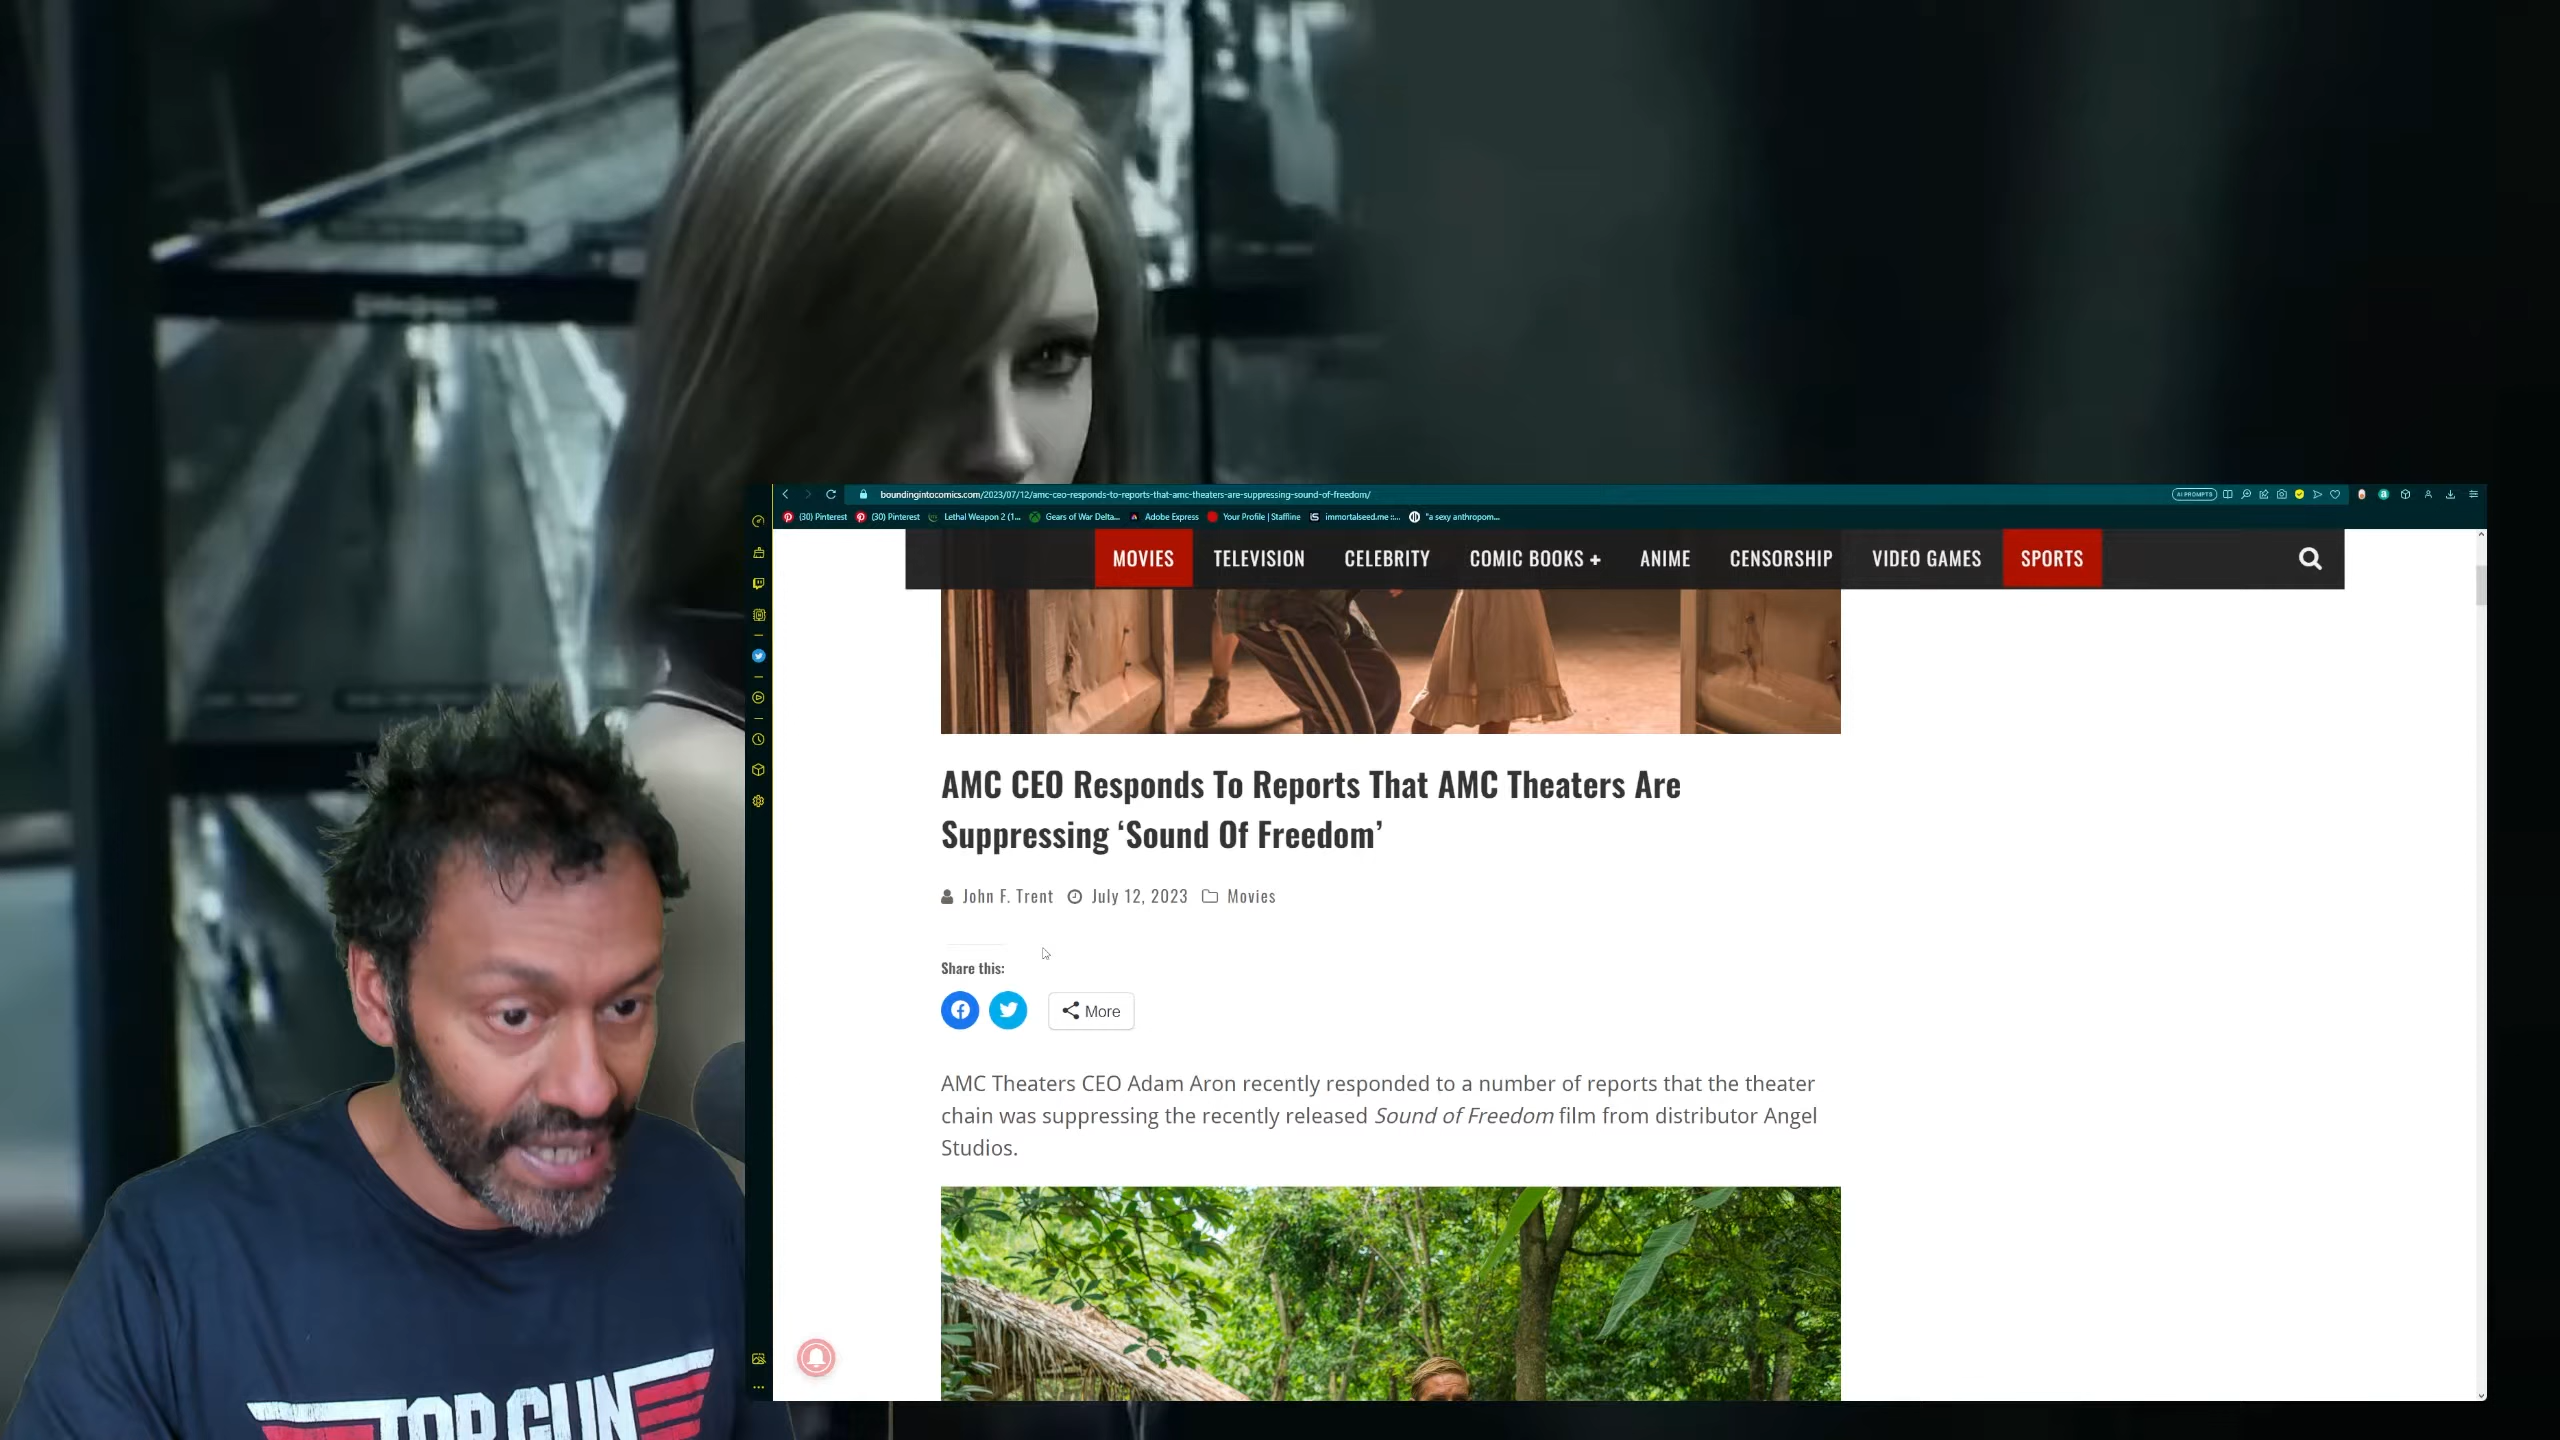 boundingintocomics.com/2023/07/12/amc-ceo-responds-to-reports-that-amc-theaters-are-suppressing-sound-of-freedom/
AI PROMPTS
(30) Pinterest (30) Pinterest Lethal Weapon 2 (1... Gears of War Delta... Adobe Express Your Profile | Staffline immortalseed.me ::... "a sexy anthropom...
MOVIES TELEVISION CELEBRITY COMIC BOOKS + ANIME CENSORSHIP VIDEO GAMES SPORTS
AMC CEO Responds To Reports That AMC Theaters Are
Suppressing ‘Sound Of Freedom’
John F. Trent July 12, 2023 Movies
Share this:
More
AMC Theaters CEO Adam Aron recently responded to a number of reports that the theater
chain was suppressing the recently released Sound of Freedom film from distributor Angel
Studios.
TOP GUN